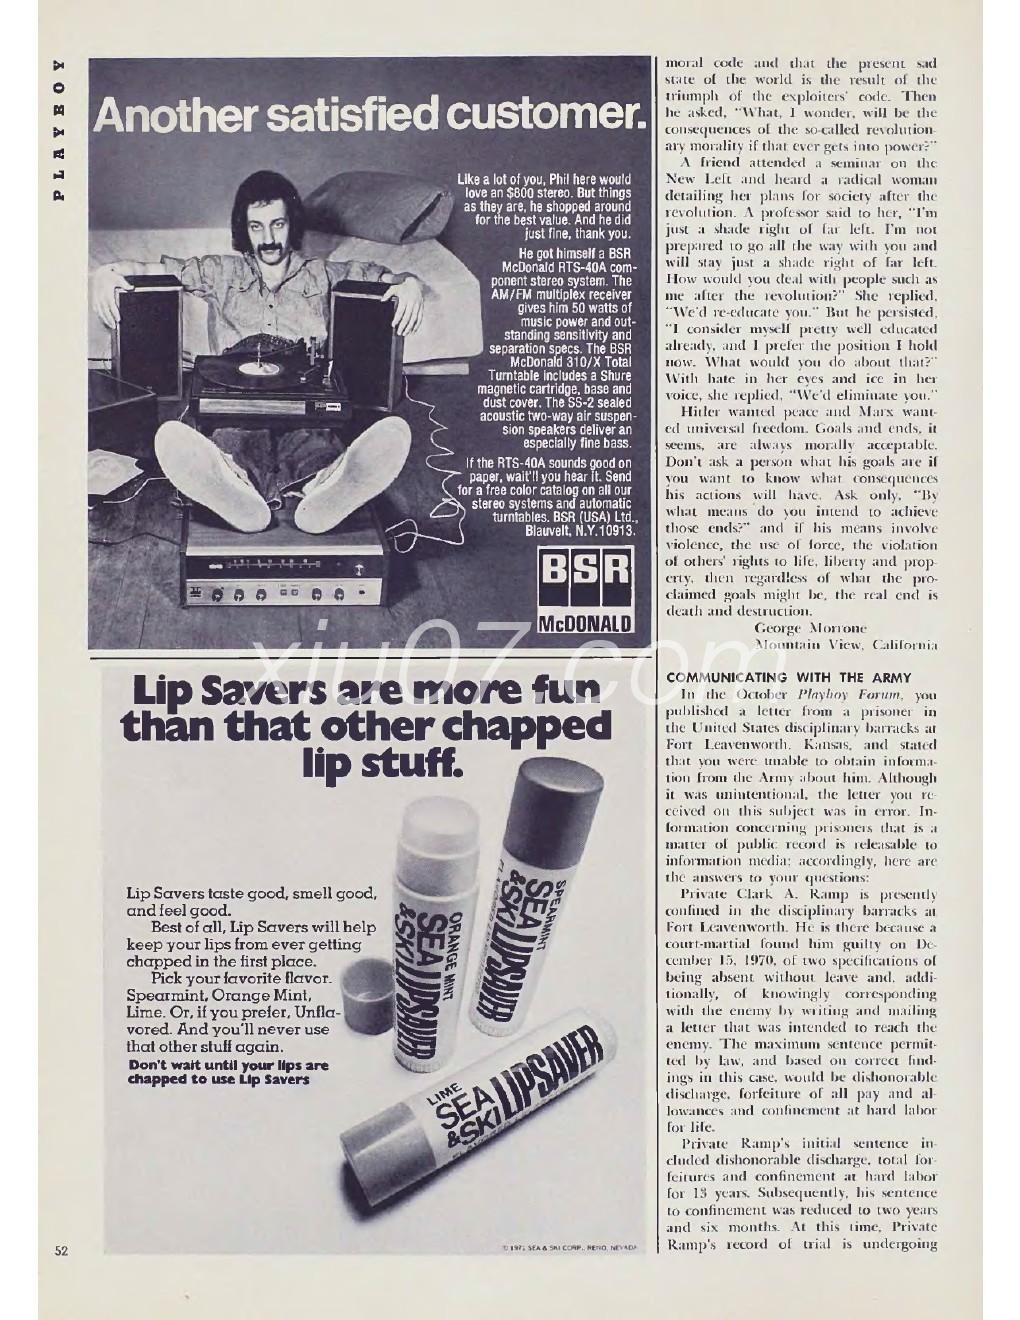 PLAYBOY
Another satisfied customer.
Like a lot of you, Phil here would
love an $800 stereo. But things
as they are, he shopped around
for the best value. And he did
just fine, thank you.
He got himself a BSR
McDonald RTS-40A com-
ponent stereo system. The
AM/FM multiplex receiver
gives him 50 watts of
music power and out-
standing sensitivity and
separation specs. The BSR
McDonald 310/X Total
Turntable includes a Shure
magnetic cartridge, base and
dust cover. The SS-2 sealed
acoustic two-way air suspen-
sion speakers deliver an
especially fine bass.
If the RTS-40A sounds good on
paper, wait'll you hear it. Send
for a free color catalog on all our
stereo systems and automatic
turntables. BSR (USA) Ltd.,
Blauvelt, N.Y. 10913.
BSR
McDONALD
Lip Savers are more fun
than that other chapped
lip stuff.
Lip Savers taste good, smell good,
and feel good.
Best of all, Lip Savers will help
keep your lips from ever getting
chapped in the first place.
Pick your favorite flavor.
Spearmint, Orange Mint,
Lime. Or, if you prefer, Unfla-
vored. And you'll never use
that other stuff again.
Don't wait until your lips are
chapped to use Lip Savers
ORANGE MINT
SEA
& SKI
LIPSAVER
SPEARMINT
SEA
& SKI
LIPSAVER
LIME
SEA
& SKI
LIPSAVER
© 1971 SEA & SKI CORP., RENO, NEVADA
52
moral code and that the present sad
state of the world is the result of the
triumph of the exploiters' code. Then
he asked, "What, I wonder, will be the
consequences of the so-called revolution-
ary morality if that ever gets into power?"
A friend attended a seminar on the
New Left and heard a radical woman
detailing her plans for society after the
revolution. A professor said to her, "I'm
just a shade right of far left. I'm not
prepared to go all the way with you and
will stay just a shade right of far left.
How would you deal with people such as
me after the revolution?" She replied,
"We'd re-educate you." But he persisted,
"I consider myself pretty well educated
already, and I prefer the position I hold
now. What would you do about that?"
With hate in her eyes and ice in her
voice, she replied, "We'd eliminate you."
Hitler wanted peace and Marx want-
ed universal freedom. Goals and ends, it
seems, are always morally acceptable.
Don't ask a person what his goals are if
you want to know what consequences
his actions will have. Ask only, "By
what means do you intend to achieve
those ends?" and if his means involve
violence, the use of force, the violation
of others' rights to life, liberty and prop-
erty, then regardless of what the pro-
claimed goals might be, the real end is
death and destruction.
George Morrone
Mountain View, California
COMMUNICATING WITH THE ARMY
In the October Playboy Forum, you
published a letter from a prisoner in
the United States disciplinary barracks at
Fort Leavenworth, Kansas, and stated
that you were unable to obtain informa-
tion from the Army about him. Although
it was unintentional, the letter you re-
ceived on this subject was in error. In-
formation concerning prisoners that is a
matter of public record is releasable to
information media; accordingly, here are
the answers to your questions:
Private Clark A. Ramp is presently
confined in the disciplinary barracks at
Fort Leavenworth. He is there because a
court-martial found him guilty on De-
cember 15, 1970, of two specifications of
being absent without leave and, addi-
tionally, of knowingly corresponding
with the enemy by writing and mailing
a letter that was intended to reach the
enemy. The maximum sentence permit-
ted by law, and based on correct find-
ings in this case, would be dishonorable
discharge, forfeiture of all pay and al-
lowances and confinement at hard labor
for life.
Private Ramp's initial sentence in-
cluded dishonorable discharge, total for-
feitures and confinement at hard labor
for 13 years. Subsequently, his sentence
to confinement was reduced to two years
and six months. At this time, Private
Ramp's record of trial is undergoing
xiu07.com